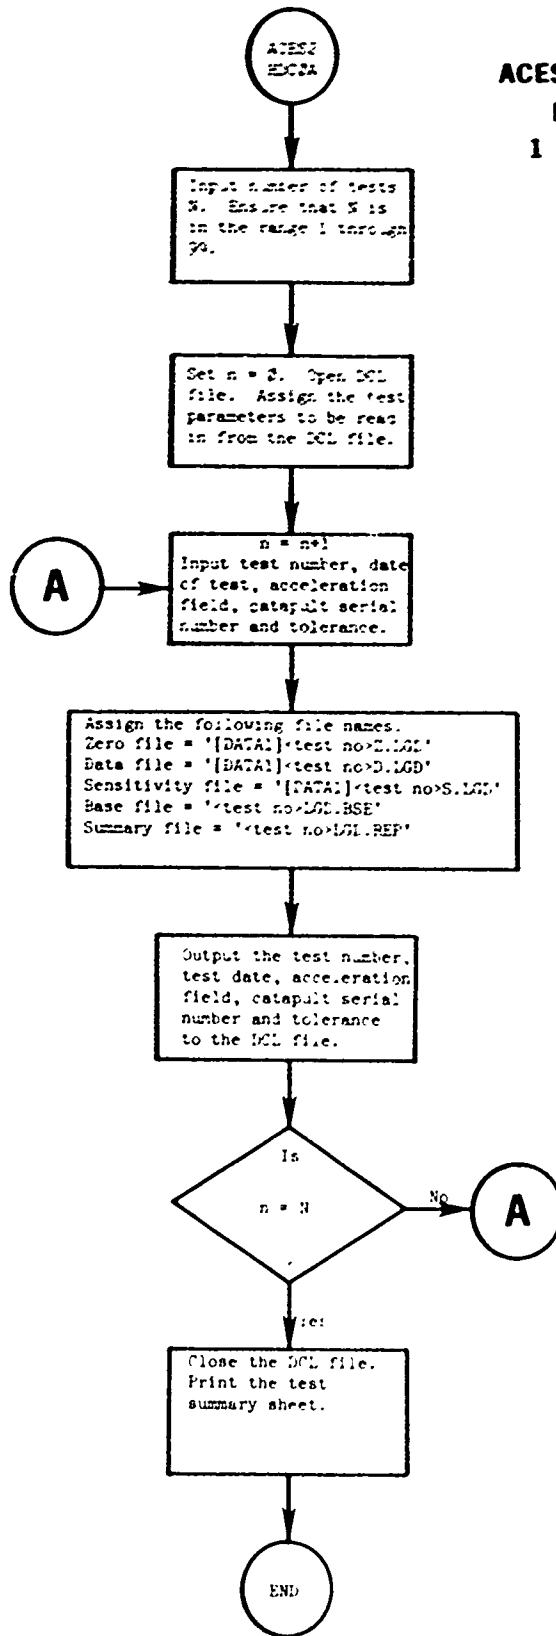 ACES2
HDC2A
ACES
1
Input number of tests
N. Ensure that N is
in the range 1 through
99.
Set n = 0. Open DCL
file. Assign the test
parameters to be read
in from the DCL file.
n = n+1
Input test number, date
of test, acceleration
field, catapult serial
number and tolerance.
A
Assign the following file names.
Zero file = '[DATA1]<test no>Z.LGD'
Data file = '[DATA1]<test no>D.LGD'
Sensitivity file = '[DATA1]<test no>S.LGD'
Base file = '<test no>LGD.BSE'
Summary file = '<test no>LGD.REP'
Output the test number,
test date, acceleration
field, catapult serial
number and tolerance
to the DCL file.
Is
n = N
No
A
Yes
Close the DCL file.
Print the test
summary sheet.
END